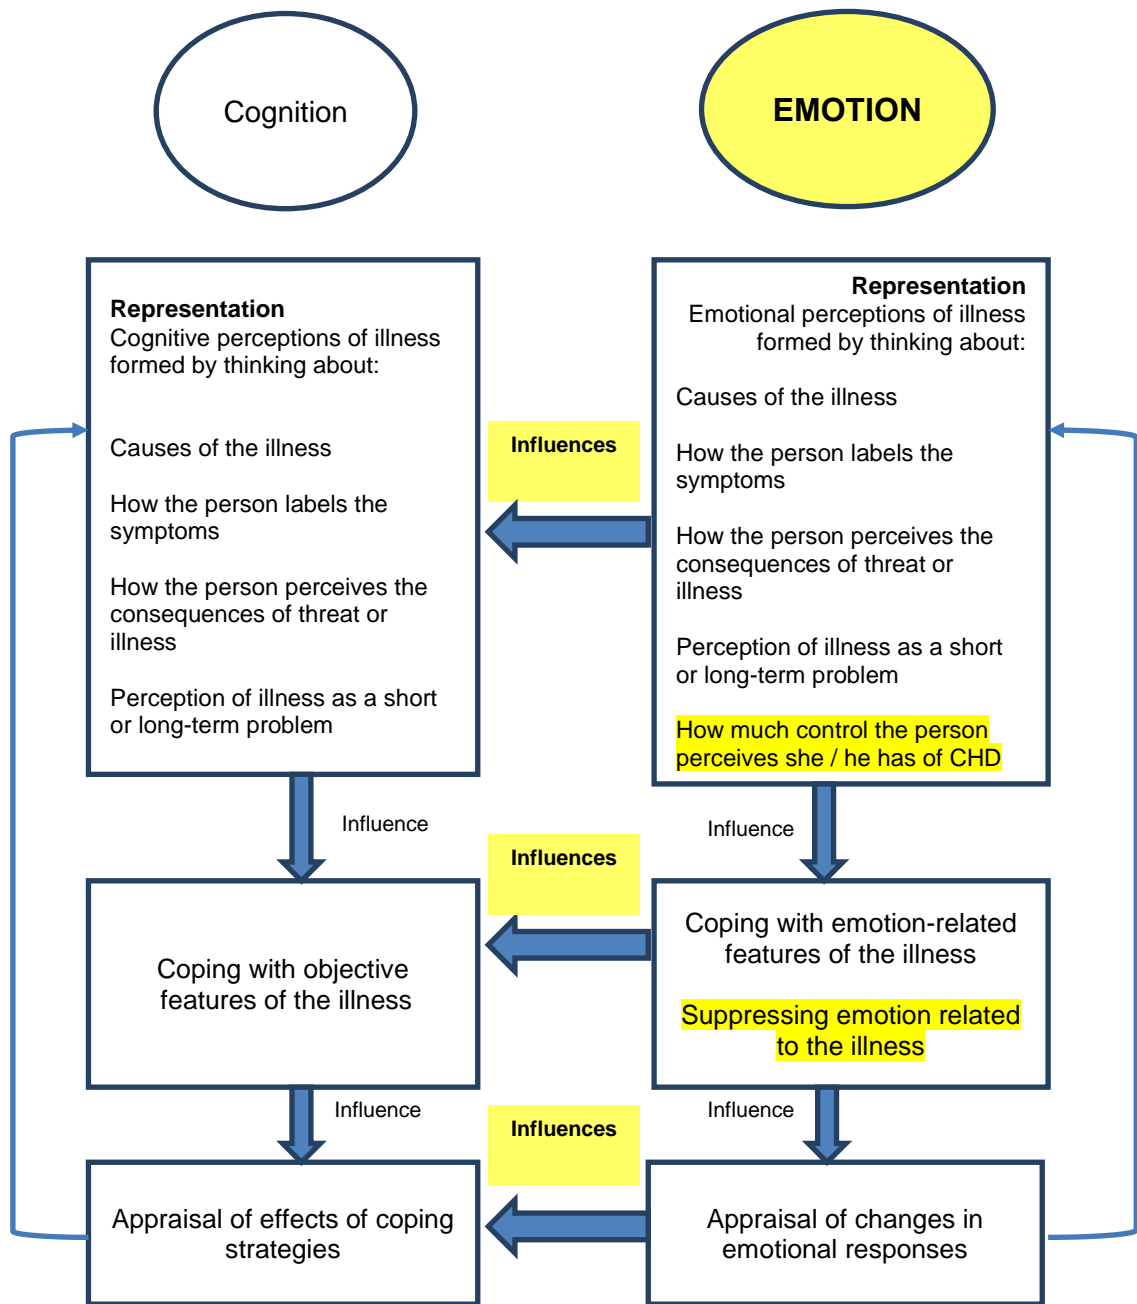 Cognition
EMOTION
Representation
Cognitive perceptions of illness
formed by thinking about:
Causes of the illness
How the person labels the
symptoms
How the person perceives the
consequences of threat or
illness
Perception of illness as a short
or long-term problem
Influences
Representation
Emotional perceptions of illness
formed by thinking about:
Causes of the illness
How the person labels the
symptoms
How the person perceives the
consequences of threat or
illness
Perception of illness as a short
or long-term problem
How much control the person
perceives she / he has of CHD
Influence
Influence
Influences
Coping with objective
features of the illness
Coping with emotion-related
features of the illness
Suppressing emotion related
to the illness
Influence
Influence
Influences
Appraisal of effects of coping
strategies
Appraisal of changes in
emotional responses